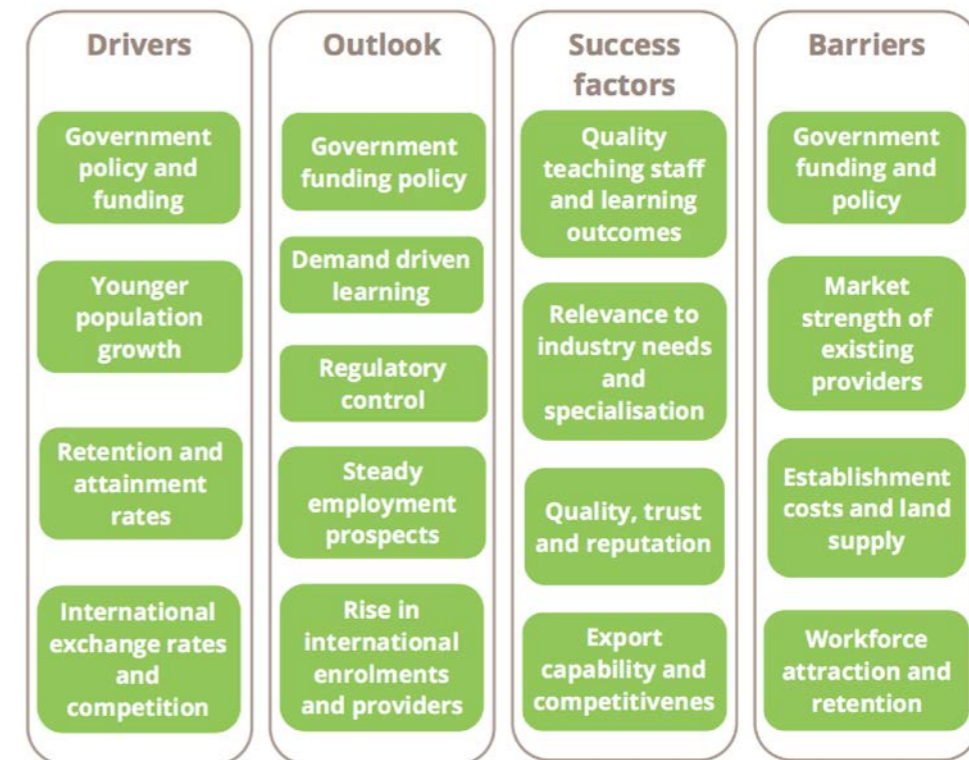 Drivers
Government
policy and
funding
Younger
population
growth
Retention and
attainment
rates
International
exchange rates
and
competition
Outlook
Government
funding policy
Demand driven
learning
Regulatory
control
Steady
employment
prospects
Rise in
international
enrolments
and providers
Success
factors
Quality
teaching staff
and learning
outcomes
Relevance to
industry needs
and
specialisation
Quality, trust
and reputation
Export
capability and
competitivenes
Barriers
Government
funding and
policy
Market
strength of
existing
providers
Establishment
costs and land
supply
Workforce
attraction and
retention